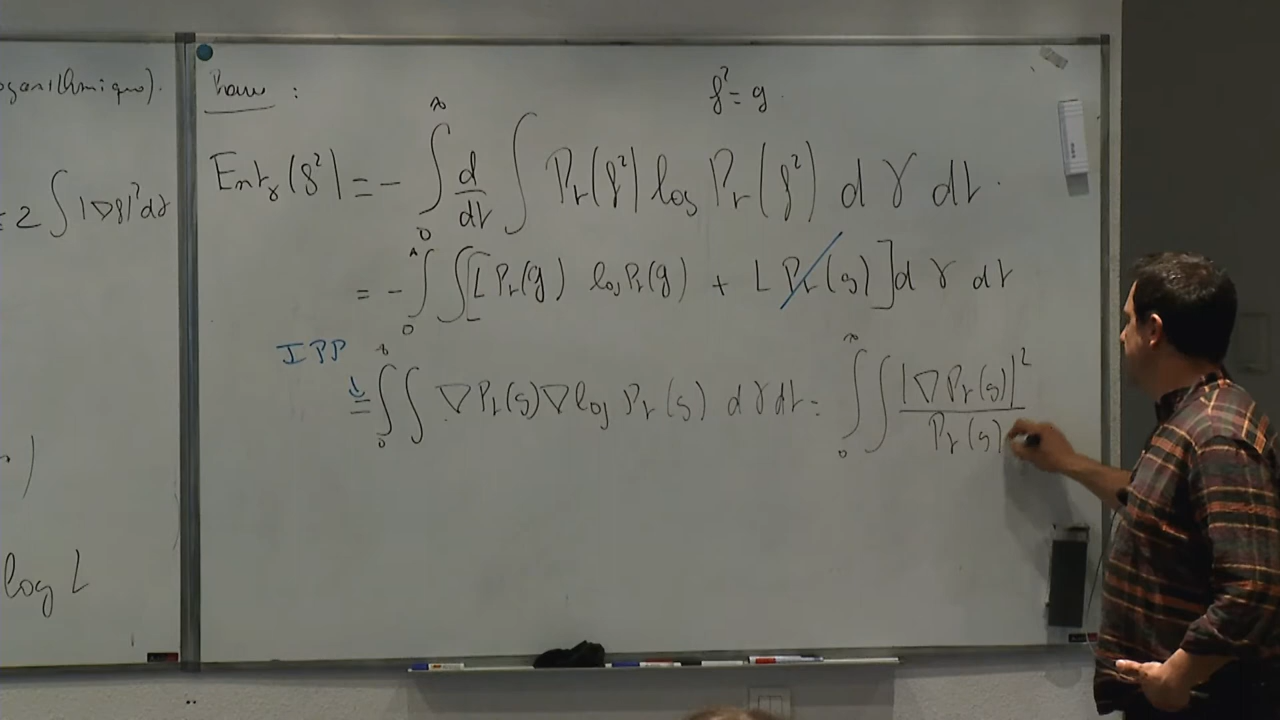 ogarithmique).
= 2 ∫ |∇f|² dγ
)
log L
Preuve :
f² = g
Ent_γ(f²) = - ∫₀^∞ d/dt ∫ P_t(f²) log P_t(f²) dγ dt.
= - ∫₀^∞ ∫ [L P_t(g) log P_t(g) + L P_t(g)] dγ dt
IPP
↓
= ∫₀^∞ ∫ ∇P_t(g) ∇log P_t(g) dγ dt = ∫₀^∞ ∫ |∇P_t(g)|² / P_t(g)